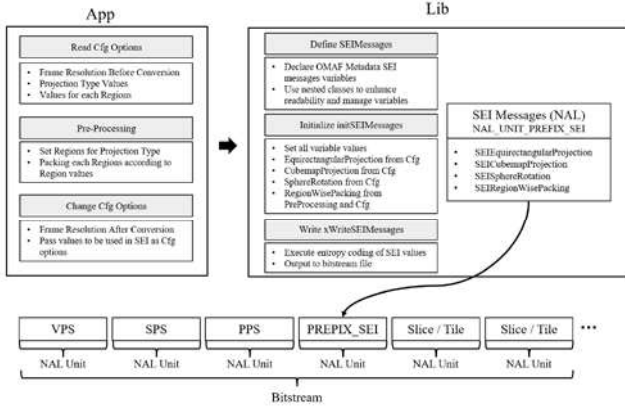 App
Read Cfg Options
• Frame Resolution Before Conversion
• Projection Type Values
• Values for each Regions
Pre-Processing
• Set Regions for Projection Type
• Packing each Regions according to
Region values
Change Cfg Options
• Frame Resolution After Conversion
• Pass values to be used in SEI as Cfg
options
Lib
Define SEIMessages
• Declare OMAF Metadata SEI
messages variables
• Use nested classes to enhance
readability and manage variables
Initialize initSEIMessages
• Set all variable values
• EquirectangularProjection from Cfg
• CubemapProjection from Cfg
• SphereRotation from Cfg
• RegionWisePacking from
PreProcessing and Cfg
Write xWriteSEIMessages
• Execute entropy coding of SEI values
• Output to bitstream file
SEI Messages (NAL)
NAL_UNIT_PREFIX_SEI
• SEIEquirectangularProjection
• SEICubemapProjection
• SEISphereRotation
• SEIRegionWisePacking
VPS SPS PPS PREPIX_SEI Slice / Tile Slice / Tile •••
NAL Unit NAL Unit NAL Unit NAL Unit NAL Unit NAL Unit
Bitstream